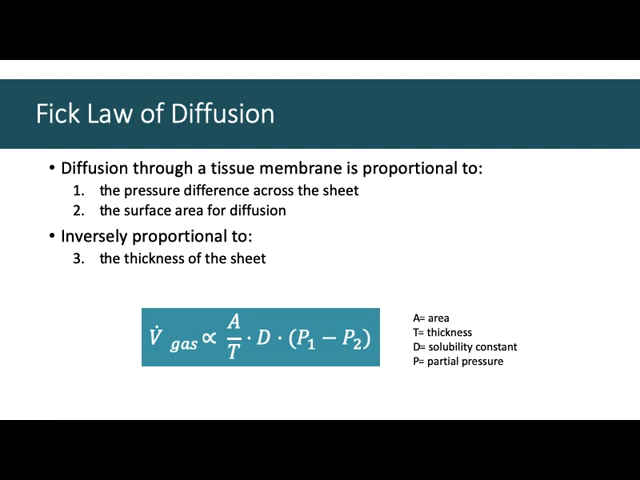 Fick Law of Diffusion
• Diffusion through a tissue membrane is proportional to:
1. the pressure difference across the sheet
2. the surface area for diffusion
• Inversely proportional to:
3. the thickness of the sheet
V̇ gas ∝ A/T · D · (P₁ − P₂)
A= area
T= thickness
D= solubility constant
P= partial pressure